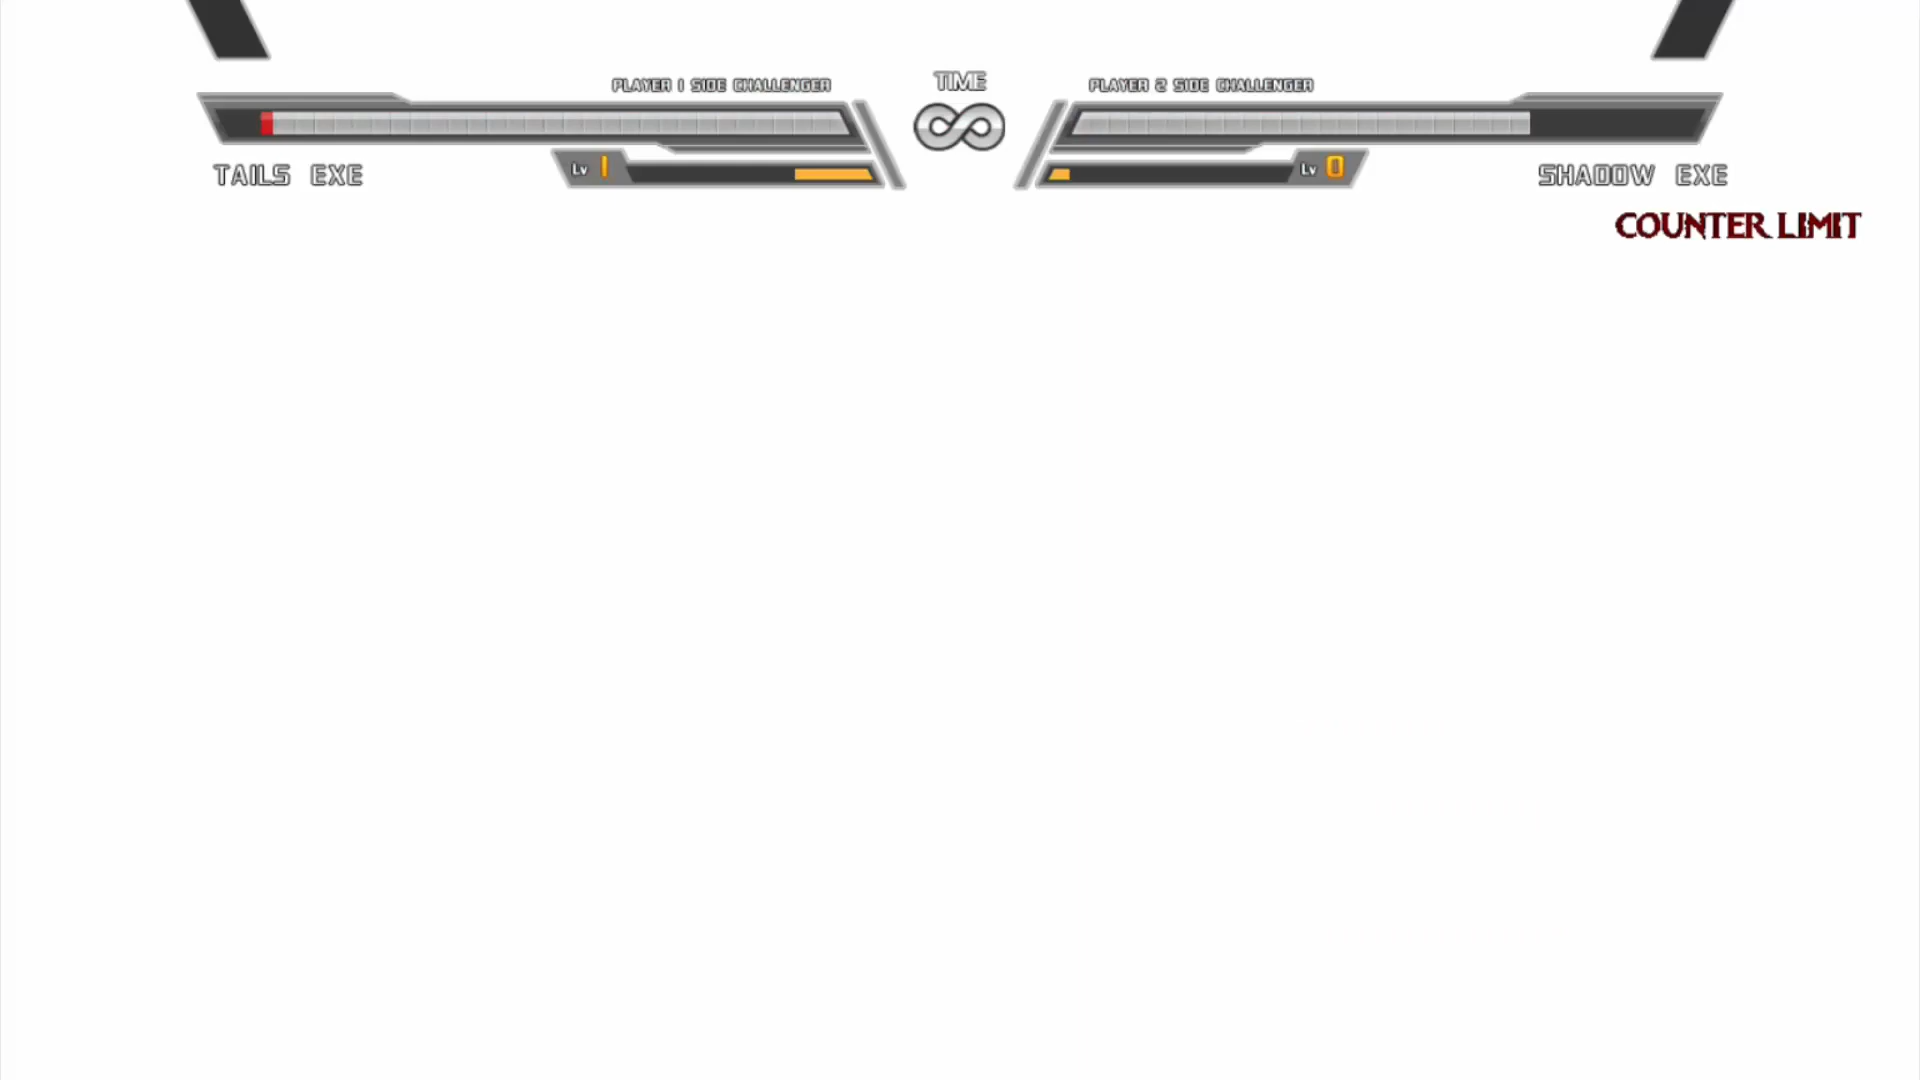 PLAYER 1 SIDE CHALLENGER
TIME
PLAYER 2 SIDE CHALLENGER
Lv 1
Lv 0
TAILS EXE
SHADOW EXE
COUNTER LIMIT